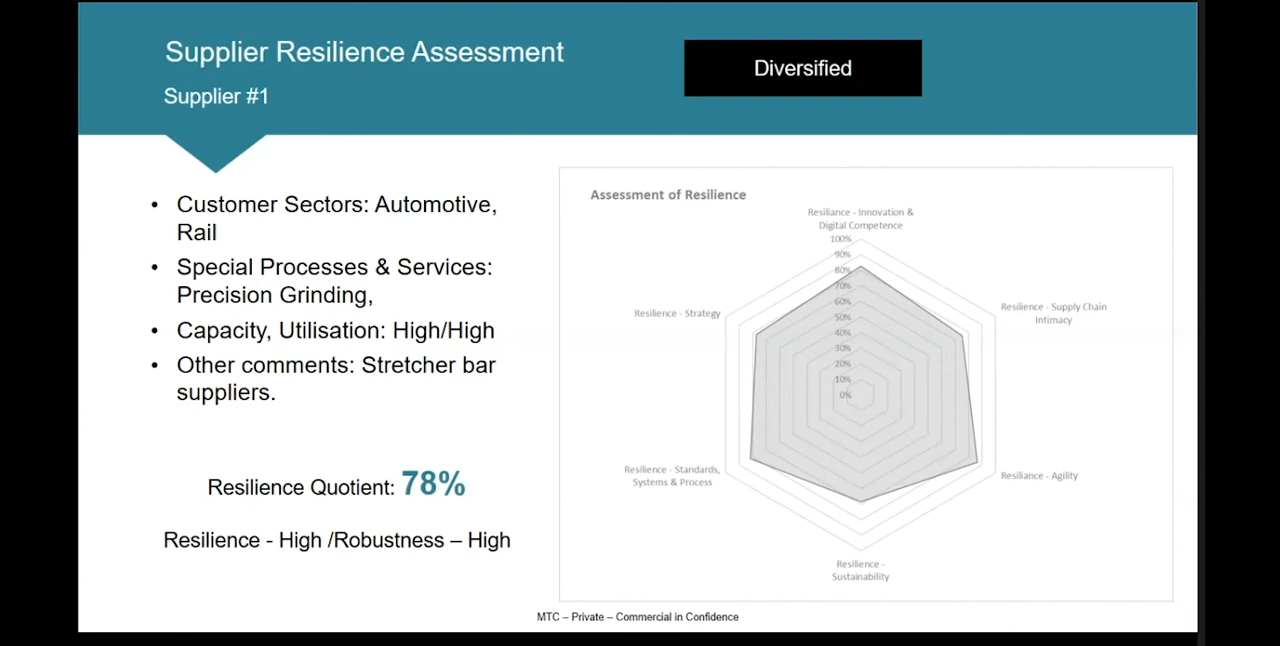 Supplier Resilience Assessment
Supplier #1
Diversified
• Customer Sectors: Automotive,
Rail
• Special Processes & Services:
Precision Grinding,
• Capacity, Utilisation: High/High
• Other comments: Stretcher bar
suppliers.
Resilience Quotient: 78%
Resilience - High /Robustness – High
Assessment of Resilience
Resiliance - Innovation &
Digital Competence
100%
90%
80%
70%
60%
50%
40%
30%
20%
10%
0%
Resilience - Supply Chain
Intimacy
Resiliance - Agility
Resilience -
Sustainability
Resilience - Standards,
Systems & Process
Resilience - Strategy
MTC – Private – Commercial in Confidence